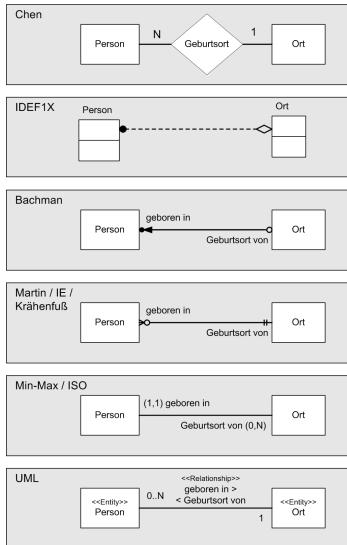 Chen
Person
N
Geburtsort
1
Ort
IDEF1X
Person
Ort
Bachman
Person
geboren in
Geburtsort von
Ort
Martin / IE /
Krähenfuß
Person
geboren in
Geburtsort von
Ort
Min-Max / ISO
Person
(1,1) geboren in
Geburtsort von (0,N)
Ort
UML
<<Entity>>
Person
0..N
<<Relationship>>
geboren in >
< Geburtsort von
1
<<Entity>>
Ort